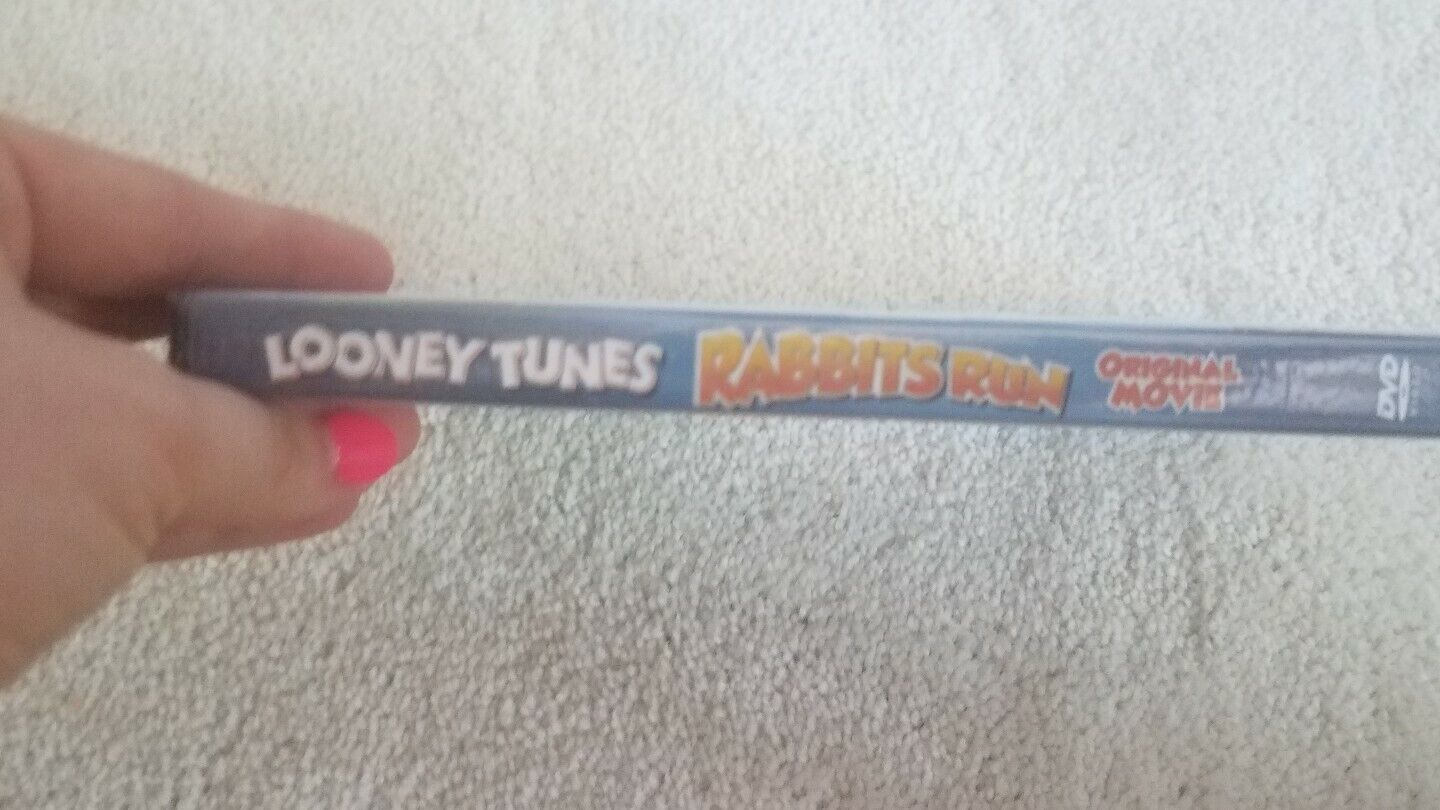 LOONEY TUNES RABBITS RUN
ORIGINAL
MOVIE
DVD